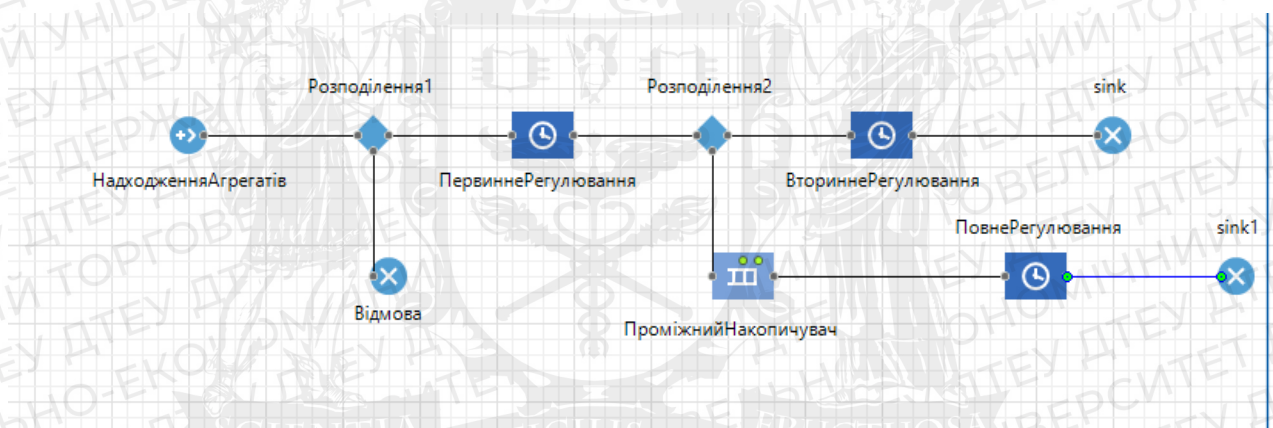 Розподілення1
Розподілення2
sink
НадходженняАгрегатів
ПервиннеРегулювання
ВториннеРегулювання
ПовнеРегулювання
sink1
Відмова
ПроміжнийНакопичувач